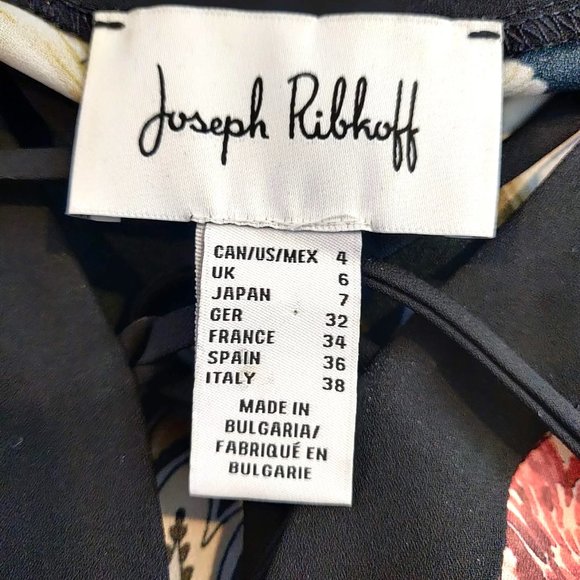 Joseph Ribkoff
CAN/US/MEX 4
UK 6
JAPAN 7
GER 32
FRANCE 34
SPAIN 36
ITALY 38
MADE IN
BULGARIA/
FABRIQUÉ EN
BULGARIE